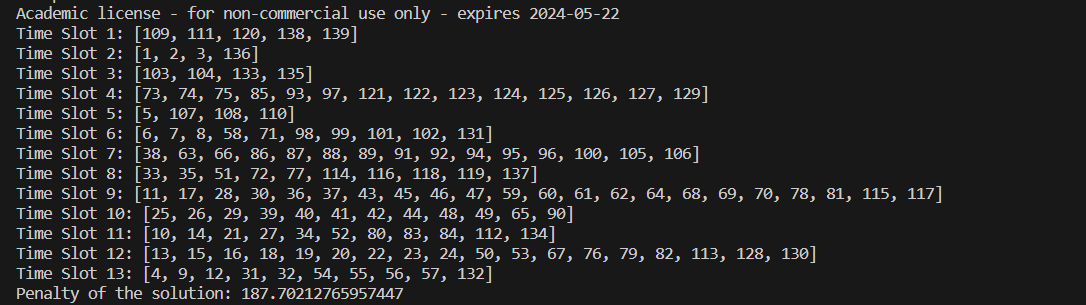 Academic license - for non-commercial use only - expires 2024-05-22
Time Slot 1: [109, 111, 120, 138, 139]
Time Slot 2: [1, 2, 3, 136]
Time Slot 3: [103, 104, 133, 135]
Time Slot 4: [73, 74, 75, 85, 93, 97, 121, 122, 123, 124, 125, 126, 127, 129]
Time Slot 5: [5, 107, 108, 110]
Time Slot 6: [6, 7, 8, 58, 71, 98, 99, 101, 102, 131]
Time Slot 7: [38, 63, 66, 86, 87, 88, 89, 91, 92, 94, 95, 96, 100, 105, 106]
Time Slot 8: [33, 35, 51, 72, 77, 114, 116, 118, 119, 137]
Time Slot 9: [11, 17, 28, 30, 36, 37, 43, 45, 46, 47, 59, 60, 61, 62, 64, 68, 69, 70, 78, 81, 115, 117]
Time Slot 10: [25, 26, 29, 39, 40, 41, 42, 44, 48, 49, 65, 90]
Time Slot 11: [10, 14, 21, 27, 34, 52, 80, 83, 84, 112, 134]
Time Slot 12: [13, 15, 16, 18, 19, 20, 22, 23, 24, 50, 53, 67, 76, 79, 82, 113, 128, 130]
Time Slot 13: [4, 9, 12, 31, 32, 54, 55, 56, 57, 132]
Penalty of the solution: 187.70212765957447